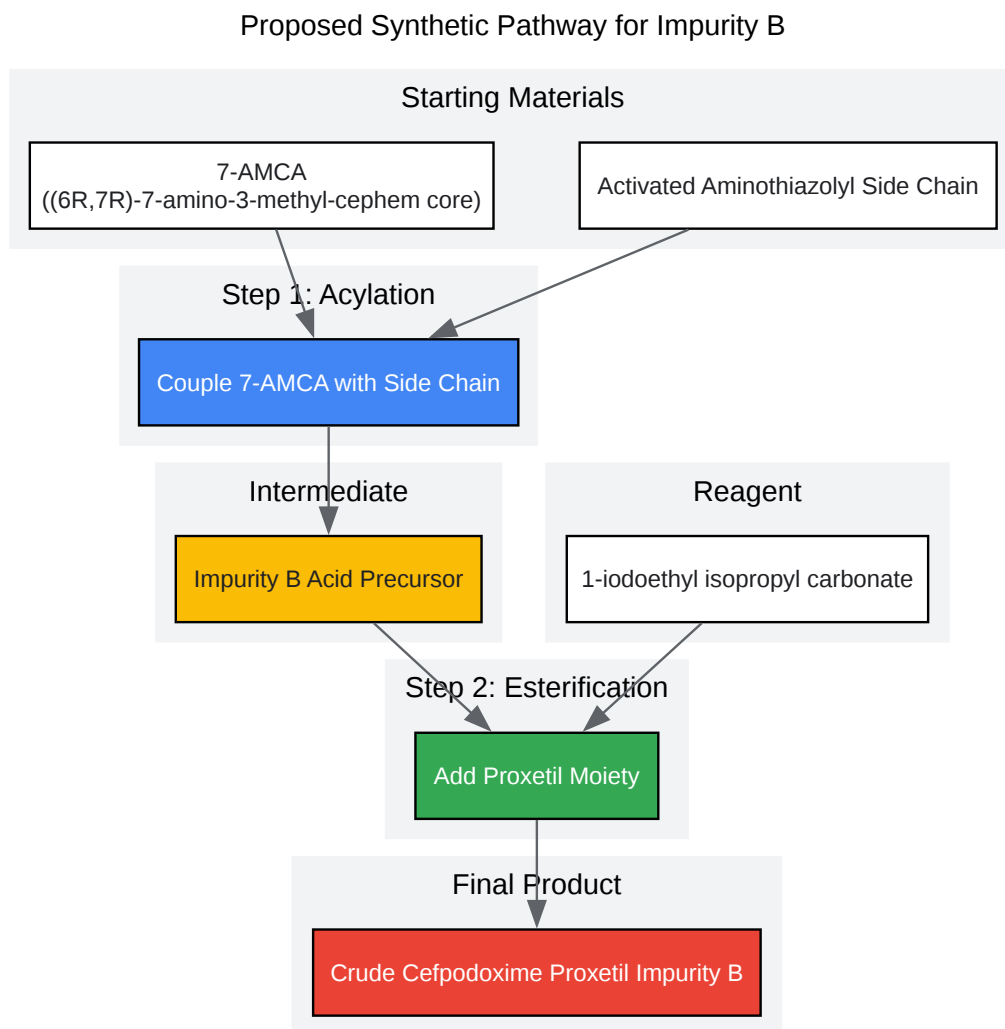 Proposed Synthetic Pathway for Impurity B
Starting Materials
7-AMCA
((6R,7R)-7-amino-3-methyl-cephem core)
Activated Aminothiazolyl Side Chain
Step 1: Acylation
Couple 7-AMCA with Side Chain
Intermediate
Reagent
Impurity B Acid Precursor
1-iodoethyl isopropyl carbonate
Step 2: Esterification
Add Proxetil Moiety
Final Product
Crude Cefpodoxime Proxetil Impurity B